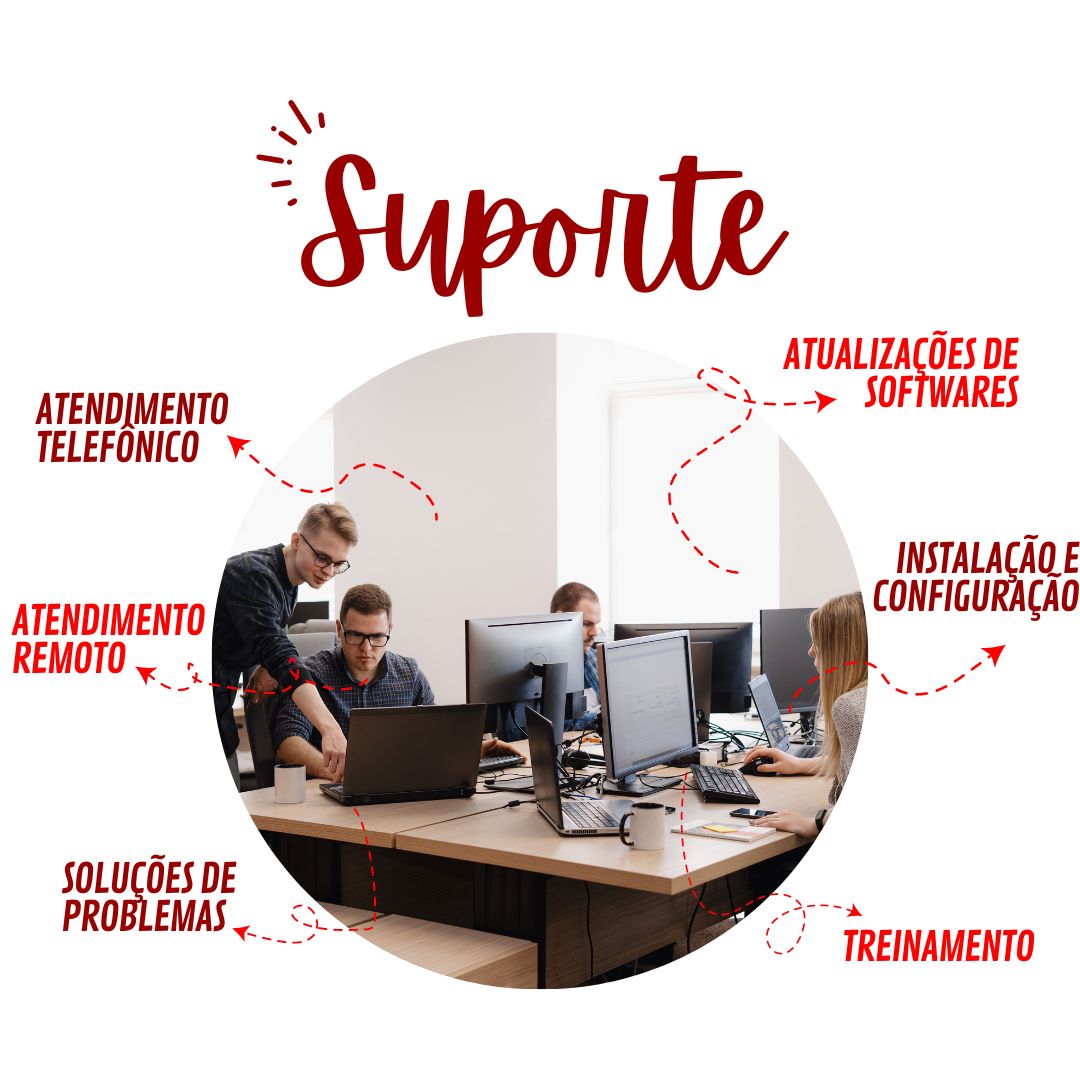 Suporte
ATENDIMENTO
TELEFÔNICO
ATUALIZAÇÕES DE
SOFTWARES
ATENDIMENTO
REMOTO
INSTALAÇÃO E
CONFIGURAÇÃO
SOLUÇÕES DE
PROBLEMAS
TREINAMENTO